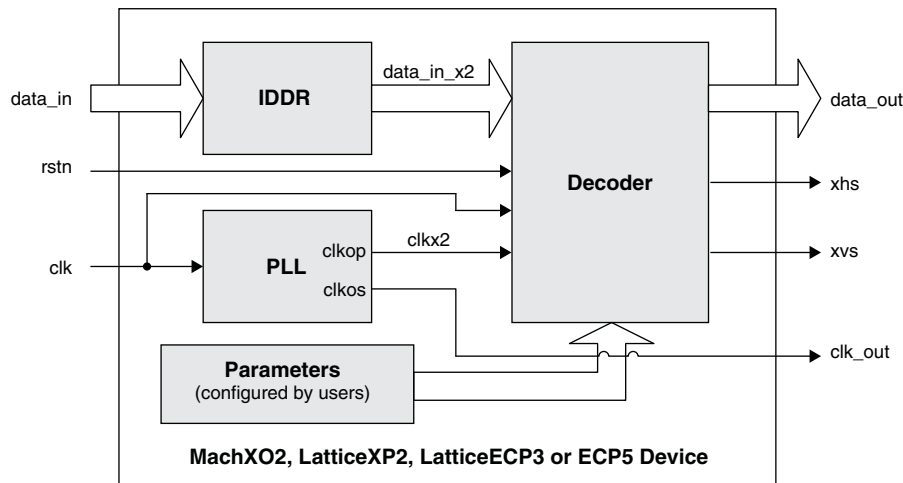 data_in
IDDR
data_in_x2
data_out
rstn
Decoder
xhs
clk
PLL
clkop
clkx2
xvs
clkos
clk_out
Parameters
(configured by users)
MachXO2, LatticeXP2, LatticeECP3 or ECP5 Device